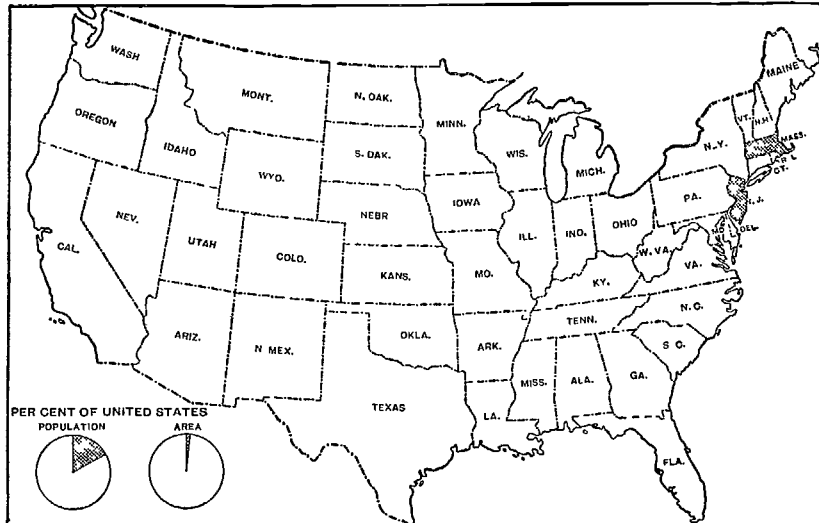 WASH
MONT.
N. DAK.
MINN.
MAINE
OREGON
IDAHO
VT.
N.H.
WIS.
N.Y.
MASS.
S. DAK.
MICH.
R I.
CT.
WYO.
IOWA
PA.
NEBR
NEV.
UTAH
ILL.
IND.
OHIO
DEL.
CAL.
COLO.
W. VA.
VA.
KANS.
MO.
KY.
N. C.
TENN.
ARIZ.
N MEX.
OKLA.
ARK.
S C.
MISS.
ALA.
GA.
TEXAS
LA.
FLA.
PER CENT OF UNITED STATES
POPULATION
AREA